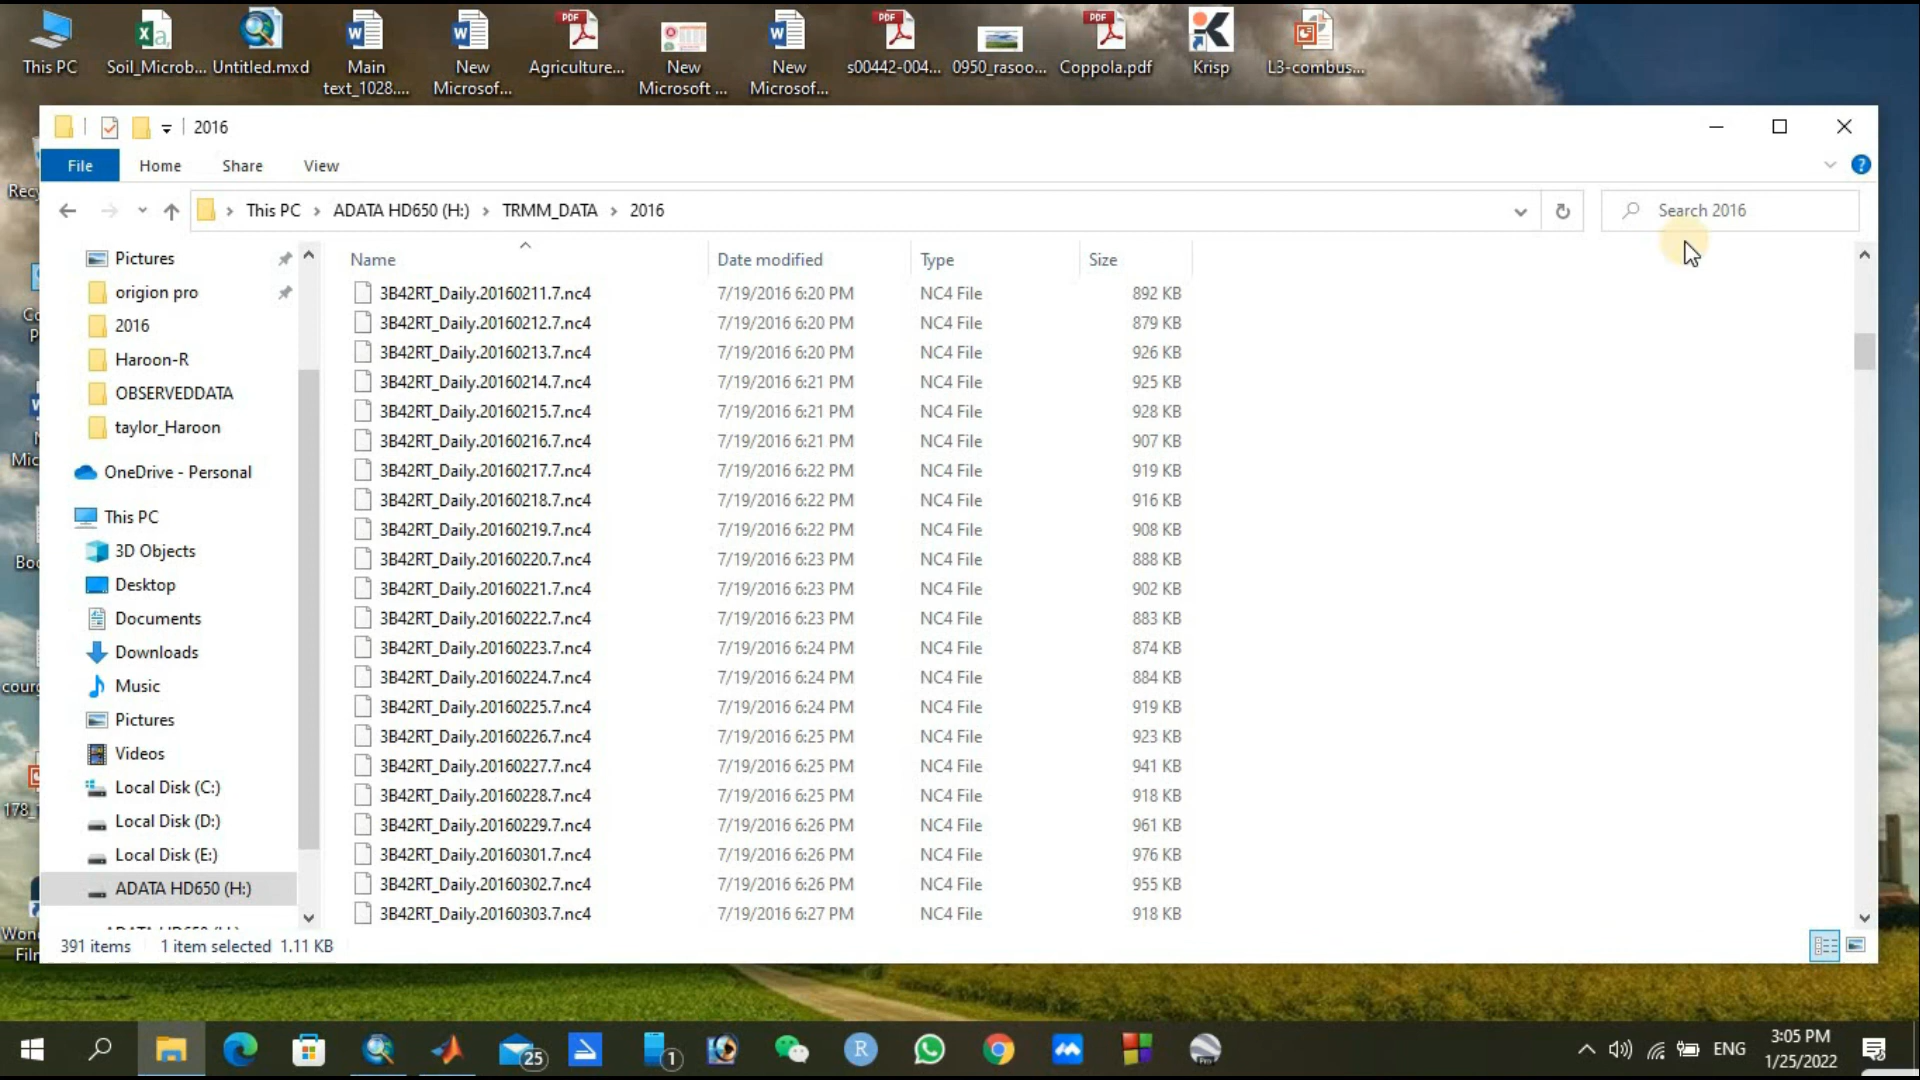 This PC
Soil_Microb...
Untitled.mxd
Main
text_1028....
New
Microsof...
Agriculture...
New
Microsoft ...
New
Microsof...
s00442-004...
0950_rasoo...
Coppola.pdf
Krisp
L3-combus...
2016
File
Home
Share
View
This PC
ADATA HD650 (H:)
TRMM_DATA
2016
Search 2016
Pictures
origion pro
2016
Haroon-R
OBSERVEDDATA
taylor_Haroon
OneDrive - Personal
This PC
3D Objects
Desktop
Documents
Downloads
Music
Pictures
Videos
Local Disk (C:)
Local Disk (D:)
Local Disk (E:)
ADATA HD650 (H:)
Name Date modified Type Size
3B42RT_Daily.20160211.7.nc4 7/19/2016 6:20 PM NC4 File 892 KB
3B42RT_Daily.20160212.7.nc4 7/19/2016 6:20 PM NC4 File 879 KB
3B42RT_Daily.20160213.7.nc4 7/19/2016 6:20 PM NC4 File 926 KB
3B42RT_Daily.20160214.7.nc4 7/19/2016 6:21 PM NC4 File 925 KB
3B42RT_Daily.20160215.7.nc4 7/19/2016 6:21 PM NC4 File 928 KB
3B42RT_Daily.20160216.7.nc4 7/19/2016 6:21 PM NC4 File 907 KB
3B42RT_Daily.20160217.7.nc4 7/19/2016 6:22 PM NC4 File 919 KB
3B42RT_Daily.20160218.7.nc4 7/19/2016 6:22 PM NC4 File 916 KB
3B42RT_Daily.20160219.7.nc4 7/19/2016 6:22 PM NC4 File 908 KB
3B42RT_Daily.20160220.7.nc4 7/19/2016 6:23 PM NC4 File 888 KB
3B42RT_Daily.20160221.7.nc4 7/19/2016 6:23 PM NC4 File 902 KB
3B42RT_Daily.20160222.7.nc4 7/19/2016 6:23 PM NC4 File 883 KB
3B42RT_Daily.20160223.7.nc4 7/19/2016 6:24 PM NC4 File 874 KB
3B42RT_Daily.20160224.7.nc4 7/19/2016 6:24 PM NC4 File 884 KB
3B42RT_Daily.20160225.7.nc4 7/19/2016 6:24 PM NC4 File 919 KB
3B42RT_Daily.20160226.7.nc4 7/19/2016 6:25 PM NC4 File 923 KB
3B42RT_Daily.20160227.7.nc4 7/19/2016 6:25 PM NC4 File 941 KB
3B42RT_Daily.20160228.7.nc4 7/19/2016 6:25 PM NC4 File 918 KB
3B42RT_Daily.20160229.7.nc4 7/19/2016 6:26 PM NC4 File 961 KB
3B42RT_Daily.20160301.7.nc4 7/19/2016 6:26 PM NC4 File 976 KB
3B42RT_Daily.20160302.7.nc4 7/19/2016 6:26 PM NC4 File 955 KB
3B42RT_Daily.20160303.7.nc4 7/19/2016 6:27 PM NC4 File 918 KB
391 items 1 item selected 1.11 KB
25
1
ENG
3:05 PM
1/25/2022